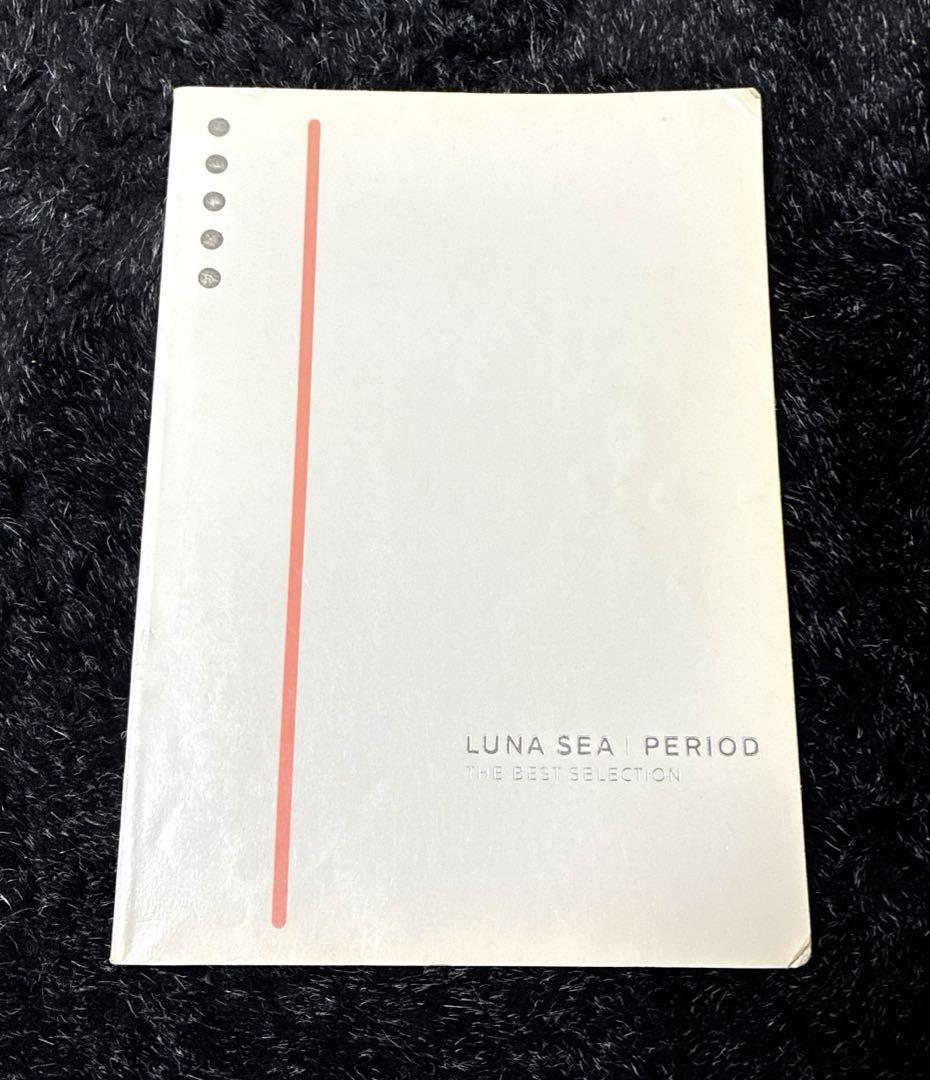 LUNA SEA | PERIOD
THE BEST SELECTION